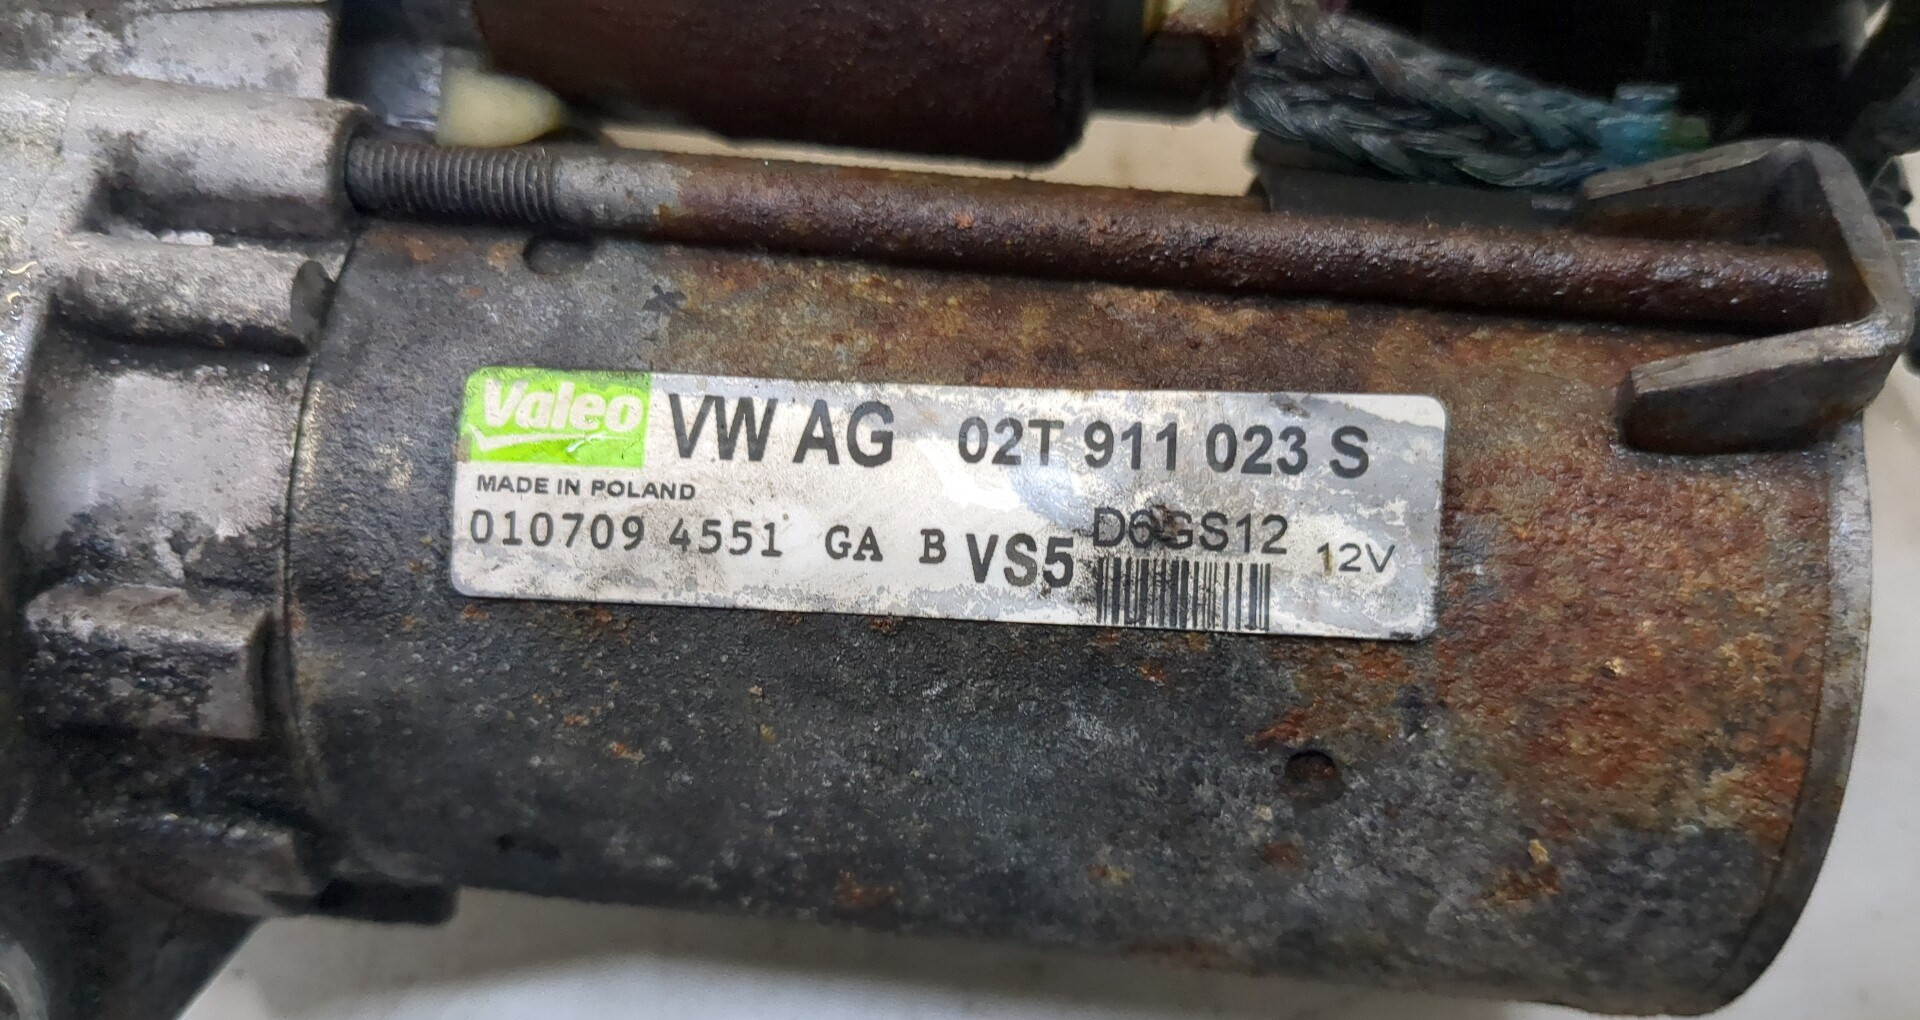 Valeo VW AG 02T 911 023 S
MADE IN POLAND
010709 4551 GA B VS5 D6GS12 12V